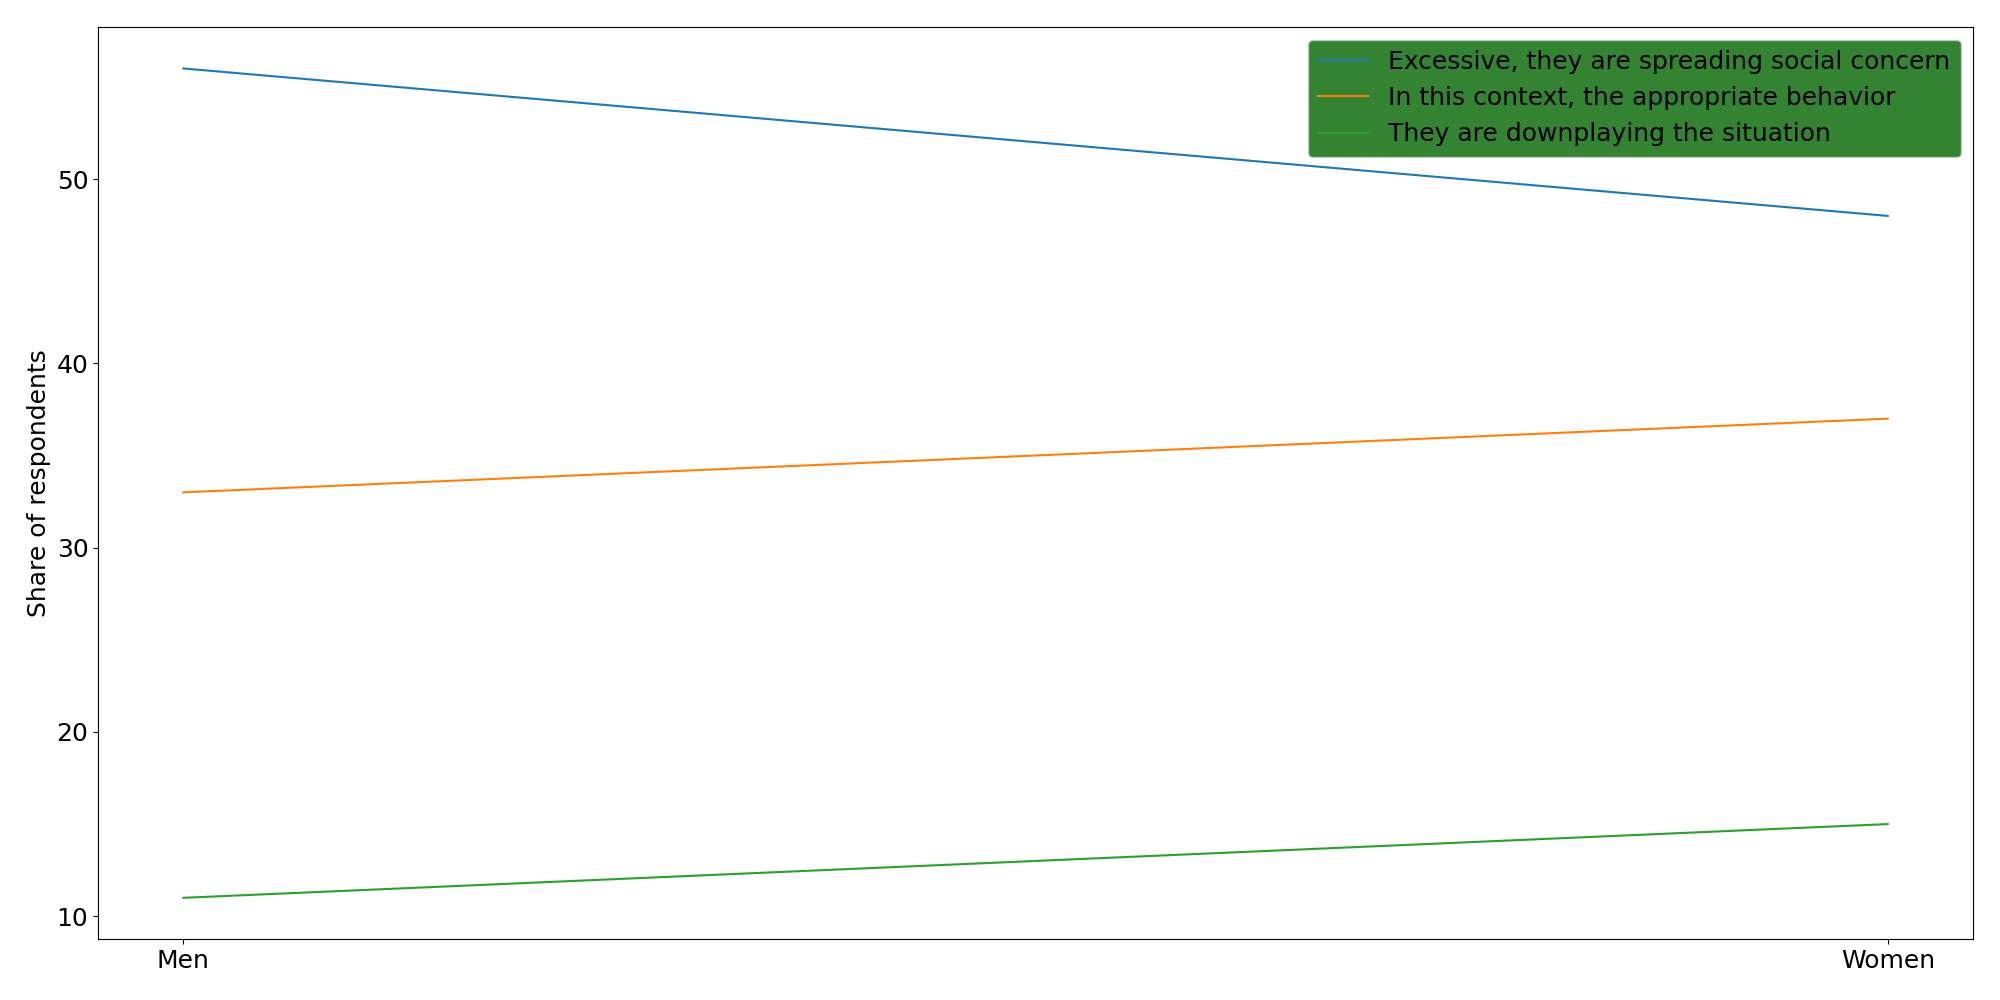 Excessive, they are spreading social concern
In this context, the appropriate behavior
They are downplaying the situation
Share of respondents
50
40
30
20
10
Men
Women